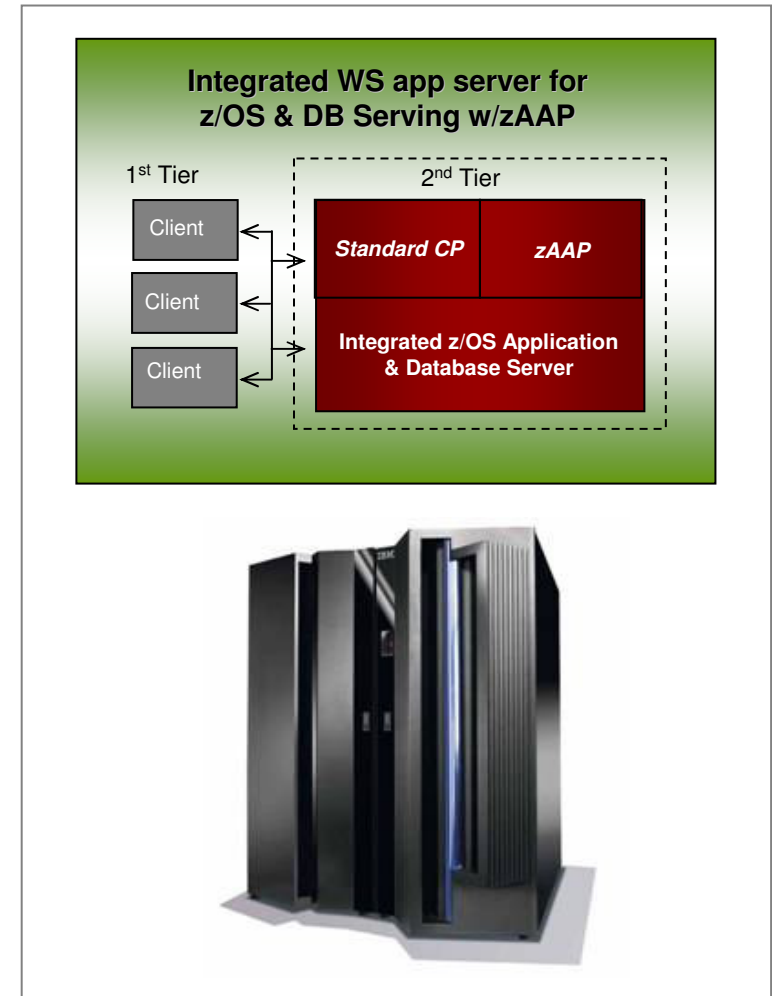 Integrated WS app server for
z/OS & DB Serving w/zAAP
1st Tier
2nd Tier
Client
Client
Client
Standard CP
zAAP
Integrated z/OS Application
& Database Server
IBM